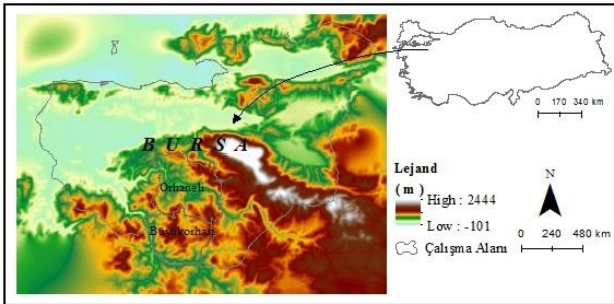 B U R S A
Orhaneli
Büyükorhan
0 170 340
km
Lejand
( m )
High : 2444
Low : -101
Çalışma Alanı
N
0 240 480 km